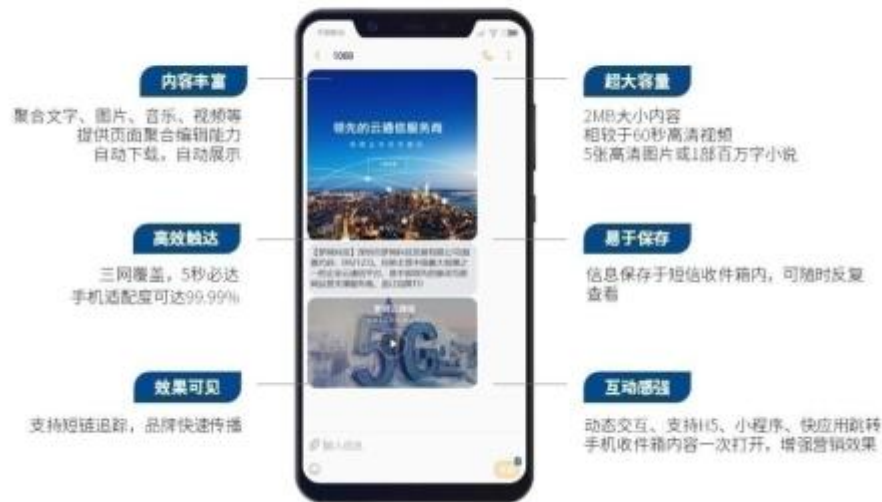 内容丰富
聚合文字、图片、音乐、视频等
提供页面聚合编辑能力
自动下载，自动展示
高效触达
三网覆盖，5秒必达
手机适配度可达99.99%
效果可见
支持短链追踪，品牌快速传播
1069
领先的云通信服务商
5G
输入信息
超大容量
2MB大小内容
相较于60秒高清视频
5张高清图片或1部百万字小说
易于保存
信息保存于短信收件箱内，可随时反复
查看
互动感强
动态交互、支持H5、小程序、快应用跳转
手机收件箱内容一次打开，增强营销效果